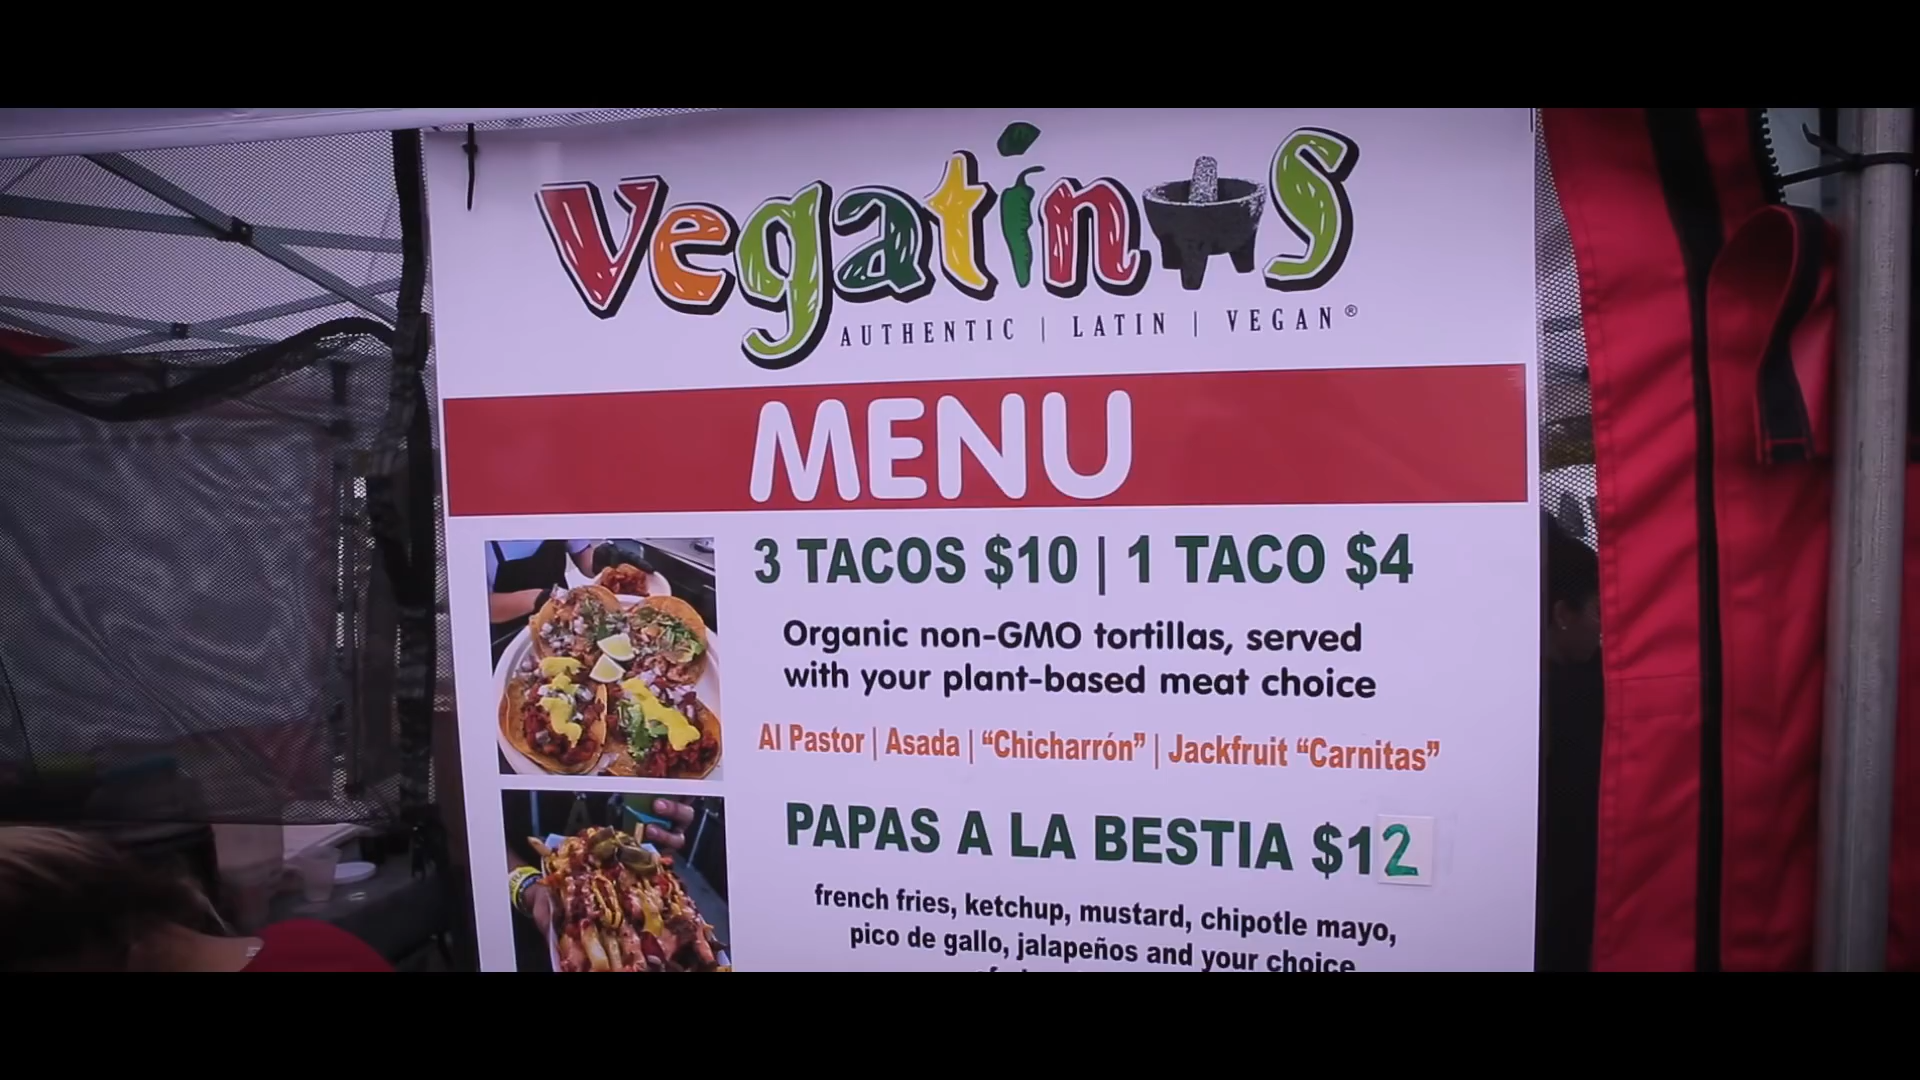 Vegatinos
AUTHENTIC | LATIN | VEGAN®
MENU
3 TACOS $10 | 1 TACO $4
Organic non-GMO tortillas, served
with your plant-based meat choice
Al Pastor | Asada | “Chicharrón” | Jackfruit “Carnitas”
PAPAS A LA BESTIA $12
french fries, ketchup, mustard, chipotle mayo,
pico de gallo, jalapeños and your choice